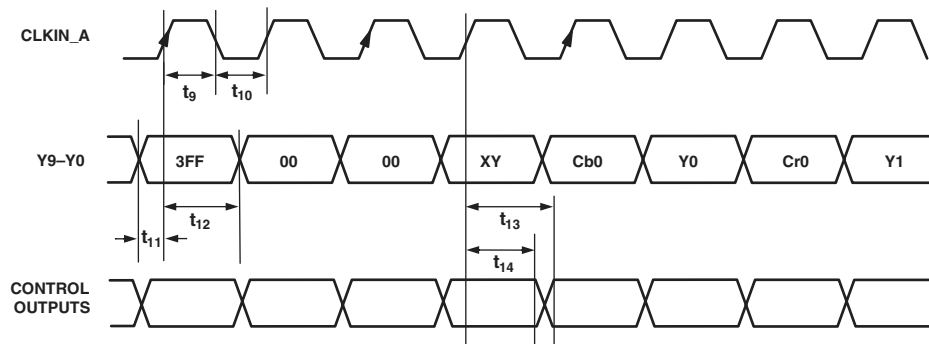 CLKIN_A
t9
t10
Y9–Y0
3FF
00
00
XY
Cb0
Y0
Cr0
Y1
t11
t12
t13
t14
CONTROL
OUTPUTS